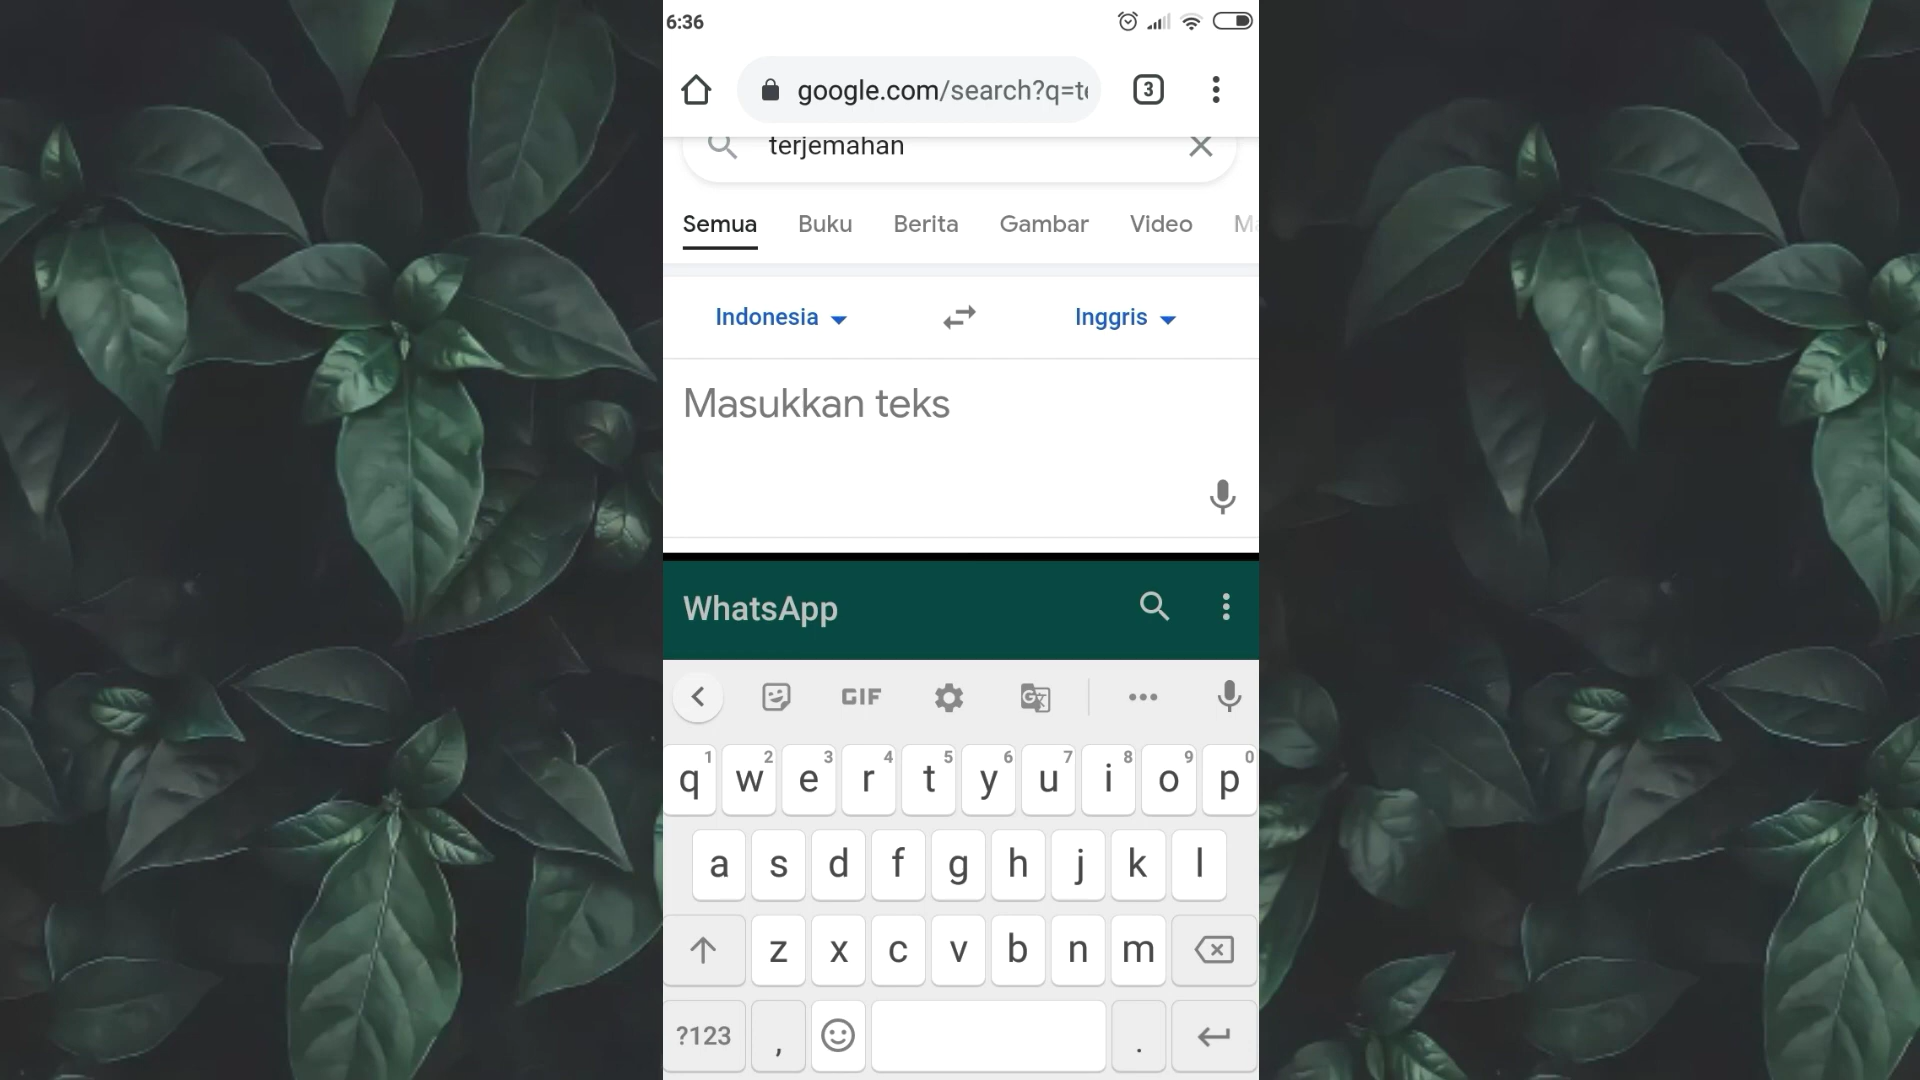 6:36
google.com/search?q=t
3
terjemahan
Semua Buku Berita Gambar Video M
Indonesia Inggris
Masukkan teks
WhatsApp
GIF G
1 2 3 4 5 6 7 8 9 0
q w e r t y u i o p
a s d f g h j k l
z x c v b n m
?123 , .